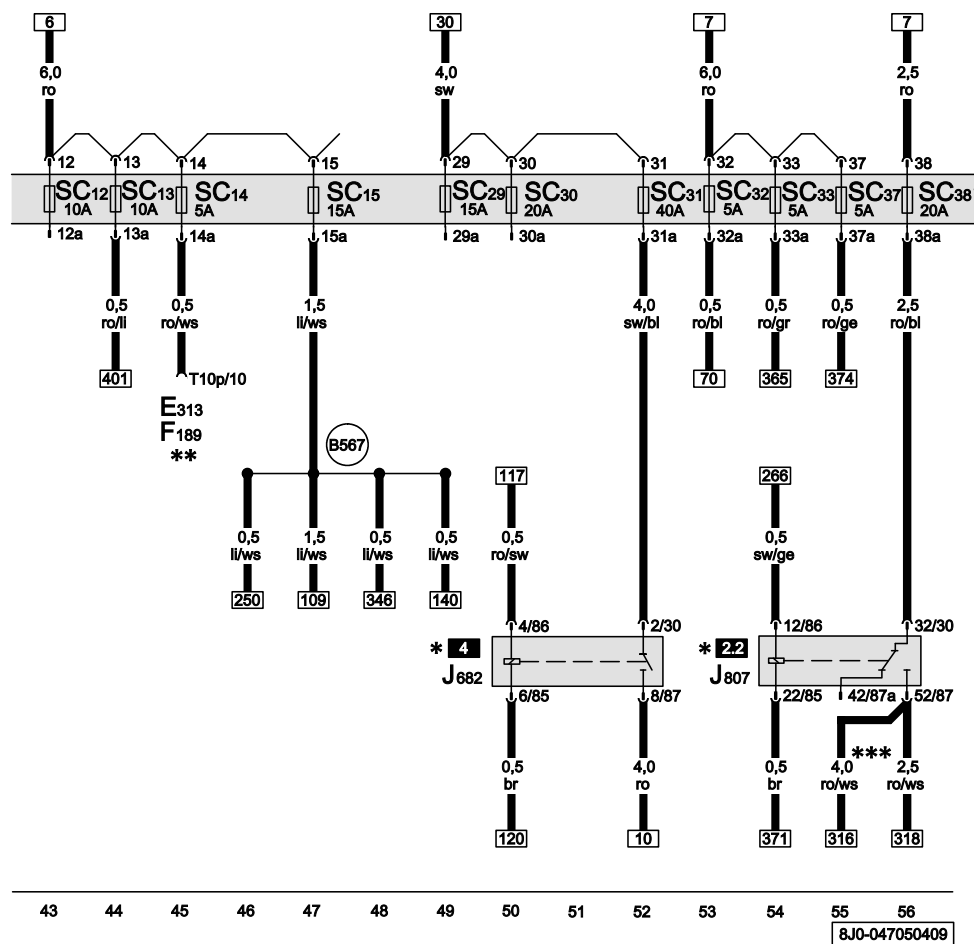 6 30 7 7
6,0 4,0 6,0 2,5
ro sw ro ro
12 13 14 15 29 30 31 32 33 37 38
SC12 SC13 SC14 SC15 SC29 SC30 SC31 SC32 SC33 SC37 SC38
10A 10A 5A 15A 15A 20A 40A 5A 5A 5A 20A
12a 13a 14a 15a 29a 30a 31a 32a 33a 37a 38a
0,5 0,5 1,5 4,0 0,5 0,5 0,5 2,5
ro/li ro/ws li/ws sw/bl ro/bl ro/gr ro/ge ro/bl
401 T10p/10 70 365 374
E313
F189
**
B567
117 266
0,5 1,5 0,5 0,5 0,5 0,5
li/ws li/ws li/ws li/ws ro/sw sw/ge
250 109 346 140
4/86 2/30 12/86 32/30
* 4 * 2.2
J682 J807
6/85 8/87 22/85 42/87a 52/87
***
0,5 4,0 0,5 4,0 2,5
br ro br ro/ws ro/ws
120 10 371 316 318
43 44 45 46 47 48 49 50 51 52 53 54 55 56
8J0-047050409